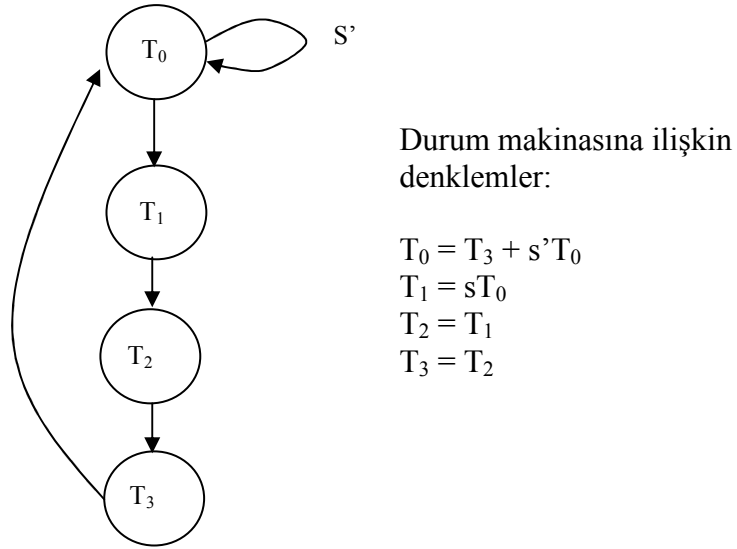 T₀
S’
T₁
T₂
T₃
Durum makinasına ilişkin
denklemler:
T₀ = T₃ + s’T₀
T₁ = sT₀
T₂ = T₁
T₃ = T₂